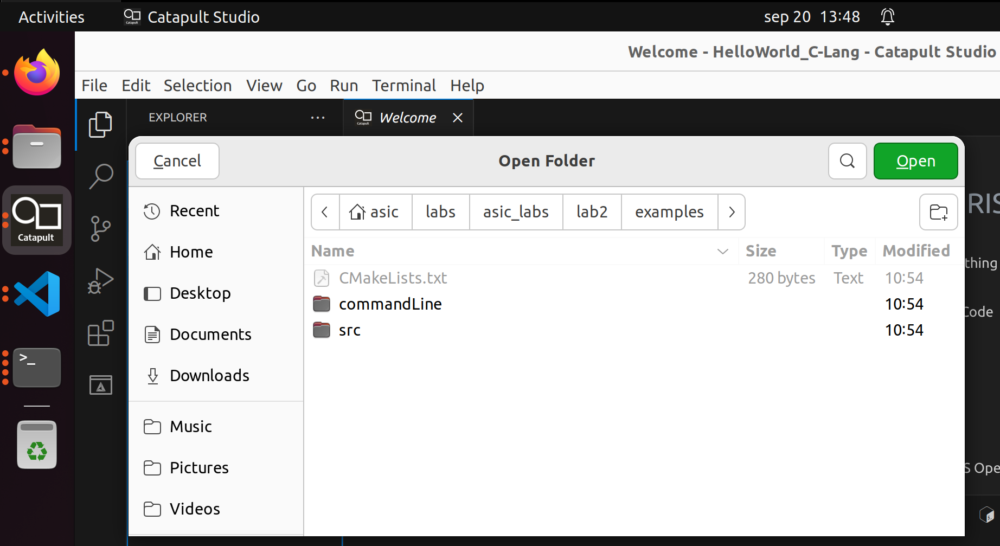 Activities
Catapult Studio
sep 20 13:48
Welcome - HelloWorld_C-Lang - Catapult Studio
File Edit Selection View Go Run Terminal Help
EXPLORER
Catapult
Welcome
Cancel
Open Folder
Open
Recent
Home
Desktop
Documents
Downloads
Music
Pictures
Videos
asic labs asic_labs lab2 examples
Name Size Type Modified
CMakeLists.txt 280 bytes Text 10:54
commandLine 10:54
src 10:54
Catapult
>_
RIS
thing
Code
S Ope